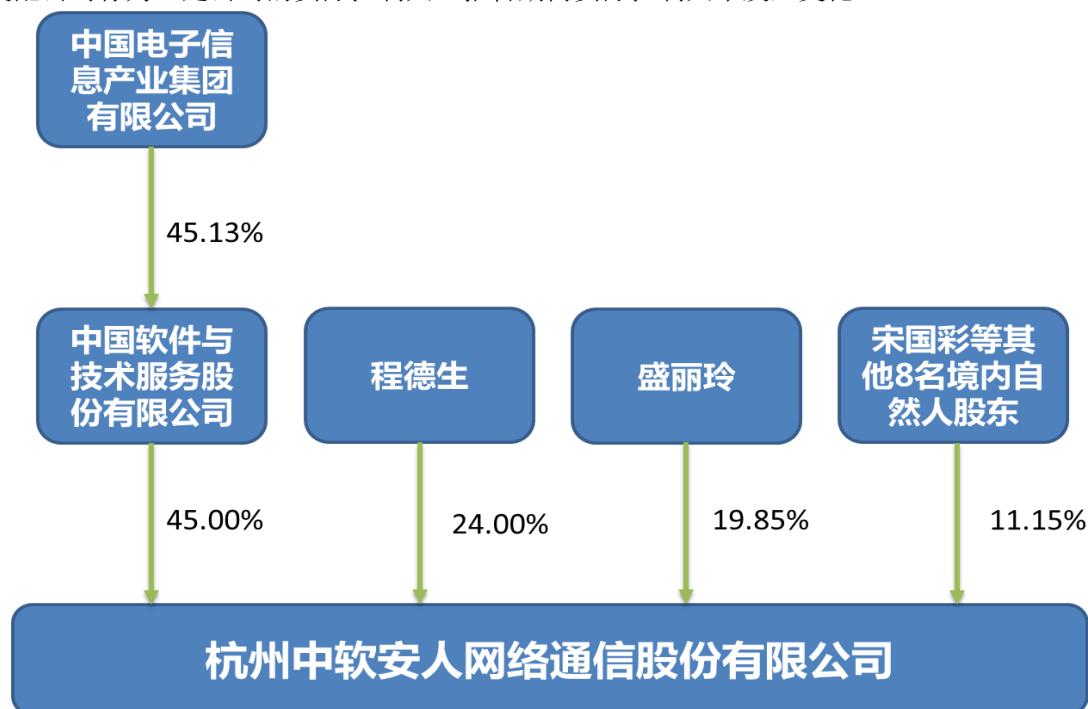 中国电子信
息产业集团
有限公司
45.13%
中国软件与
技术服务股
份有限公司
程德生
盛丽玲
宋国彩等其
他8名境内自
然人股东
45.00%
24.00%
19.85%
11.15%
杭州中软安人网络通信股份有限公司